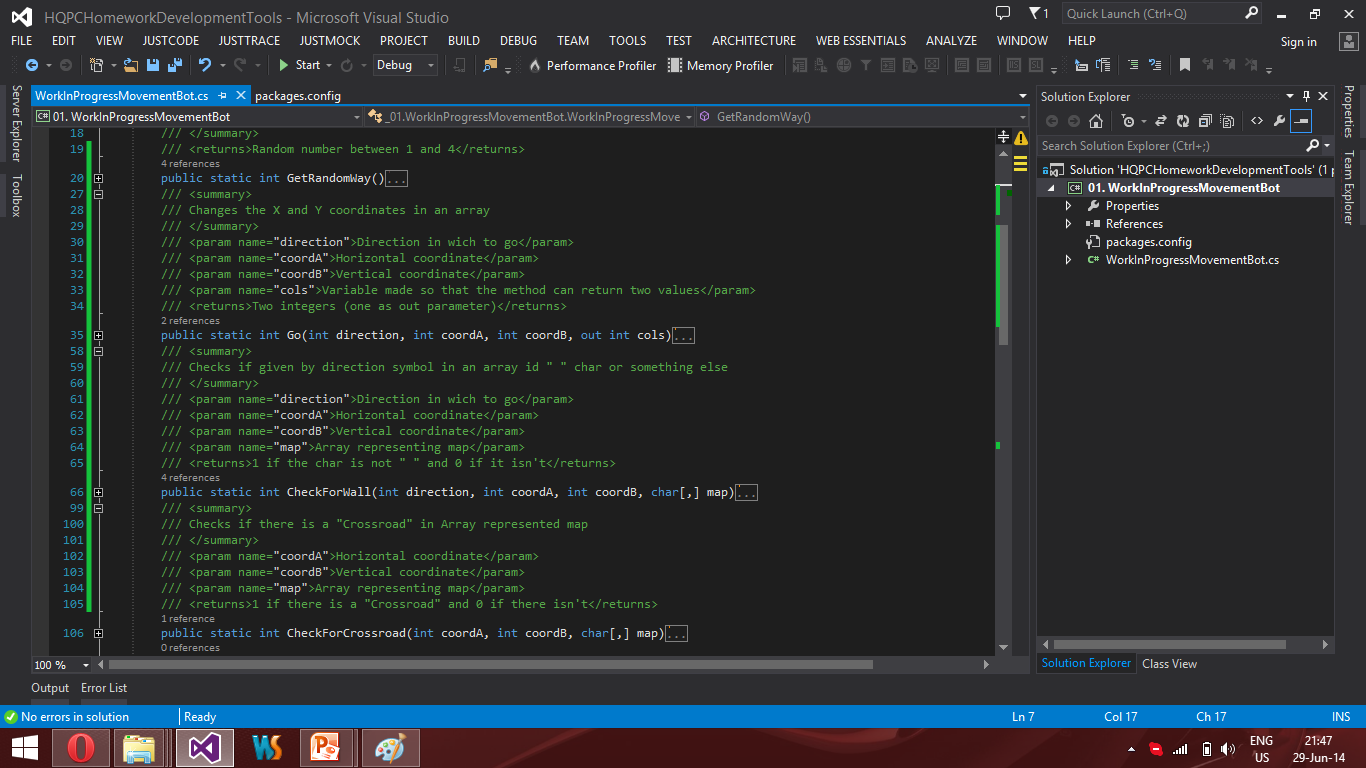 HQPCHomeworkDevelopmentTools - Microsoft Visual Studio
1
Quick Launch (Ctrl+Q)
FILE EDIT VIEW JUSTCODE JUSTTRACE JUSTMOCK PROJECT BUILD DEBUG TEAM TOOLS TEST ARCHITECTURE WEB ESSENTIALS ANALYZE WINDOW HELP Sign in
Start Debug Performance Profiler Memory Profiler
Server Explorer
Toolbox
WorkInProgressMovementBot.cs packages.config
01. WorkInProgressMovementBot _01.WorkInProgressMovementBot.WorkInProgressMove GetRandomWay()
18 /// </summary>
19 /// <returns>Random number between 1 and 4</returns>
4 references
20 public static int GetRandomWay()...
27 /// <summary>
28 /// Changes the X and Y coordinates in an array
29 /// </summary>
30 /// <param name="direction">Direction in wich to go</param>
31 /// <param name="coordA">Horizontal coordinate</param>
32 /// <param name="coordB">Vertical coordinate</param>
33 /// <param name="cols">Variable made so that the method can return two values</param>
34 /// <returns>Two integers (one as out parameter)</returns>
2 references
35 public static int Go(int direction, int coordA, int coordB, out int cols)...
58 /// <summary>
59 /// Checks if given by direction symbol in an array id " " char or something else
60 /// </summary>
61 /// <param name="direction">Direction in wich to go</param>
62 /// <param name="coordA">Horizontal coordinate</param>
63 /// <param name="coordB">Vertical coordinate</param>
64 /// <param name="map">Array representing map</param>
65 /// <returns>1 if the char is not " " and 0 if it isn't</returns>
4 references
66 public static int CheckForWall(int direction, int coordA, int coordB, char[,] map)...
99 /// <summary>
100 /// Checks if there is a "Crossroad" in Array represented map
101 /// </summary>
102 /// <param name="coordA">Horizontal coordinate</param>
103 /// <param name="coordB">Vertical coordinate</param>
104 /// <param name="map">Array representing map</param>
105 /// <returns>1 if there is a "Crossroad" and 0 if there isn't</returns>
1 reference
106 public static int CheckForCrossroad(int coordA, int coordB, char[,] map)...
0 references
100 %
Solution Explorer
Search Solution Explorer (Ctrl+;)
Solution 'HQPCHomeworkDevelopmentTools' (1 p
01. WorkInProgressMovementBot
Properties
References
packages.config
WorkInProgressMovementBot.cs
Solution Explorer Class View
Properties
Team Explorer
Output Error List
No errors in solution Ready Ln 7 Col 17 Ch 17 INS
ENG
US
21:47
29-Jun-14